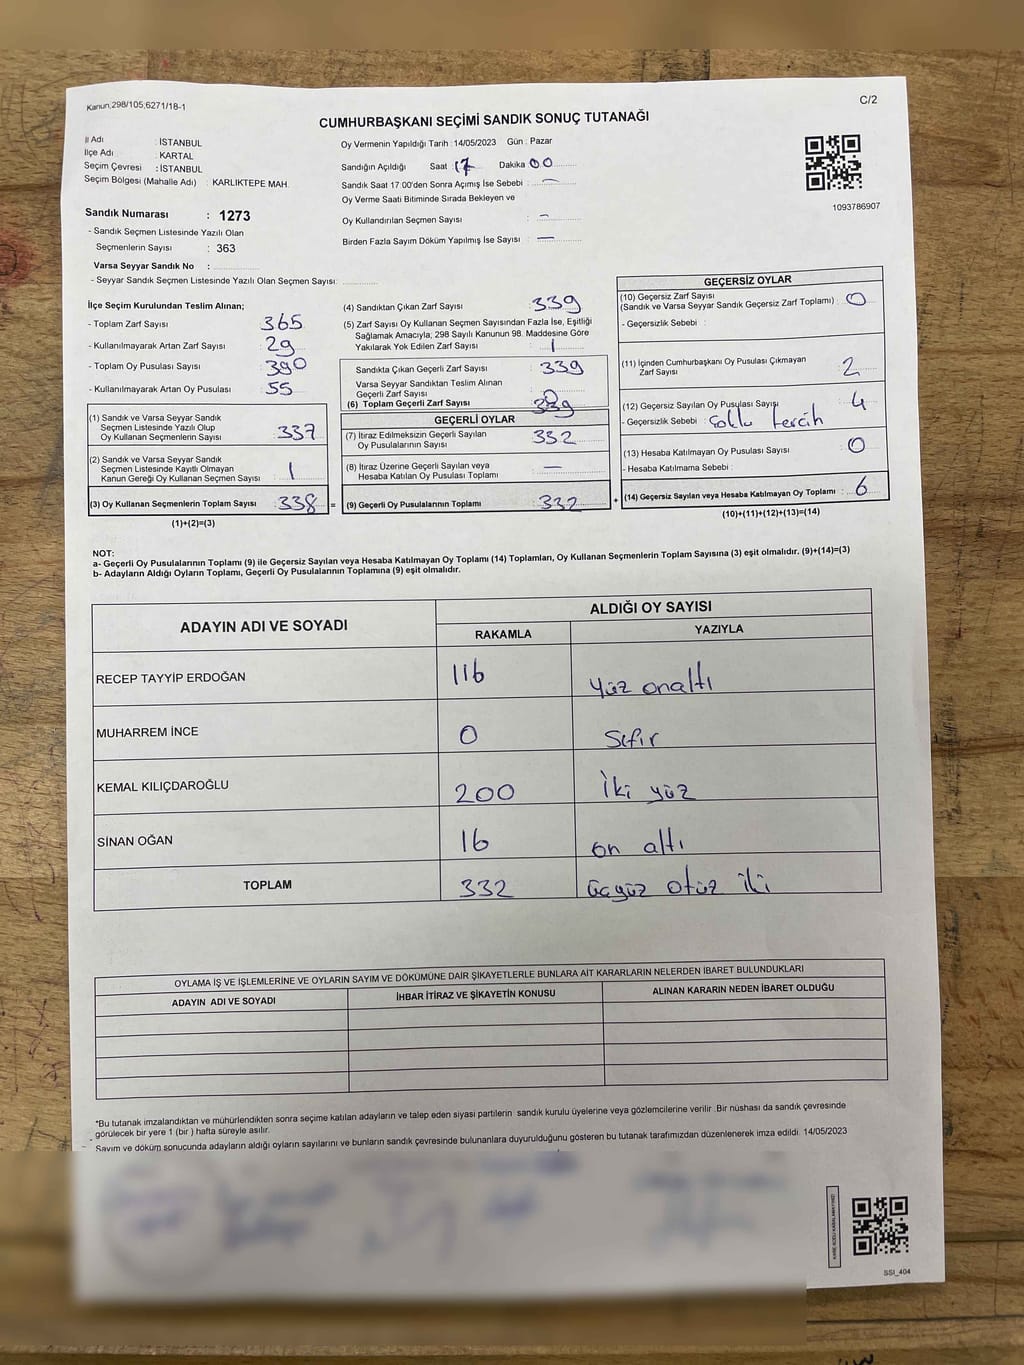 Kanun;298/105;6271/18-1
C/2
CUMHURBAŞKANI SEÇİMİ SANDIK SONUÇ TUTANAĞI
İl Adı : İSTANBUL
İlçe Adı : KARTAL
Seçim Çevresi : İSTANBUL
Seçim Bölgesi (Mahalle Adı) : KARLIKTEPE MAH.
Sandık Numarası : 1273
- Sandık Seçmen Listesinde Yazılı Olan
Seçmenlerin Sayısı : 363
Varsa Seyyar Sandık No :
- Seyyar Sandık Seçmen Listesinde Yazılı Olan Seçmen Sayısı:
Oy Vermenin Yapıldığı Tarih : 14/05/2023 Gün : Pazar
Sandığın Açıldığı Saat 17 Dakika 00
Sandık Saat 17:00'den Sonra Açımış İse Sebebi : —
Oy Verme Saati Bitiminde Sırada Bekleyen ve
Oy Kullandırılan Seçmen Sayısı : —
Birden Fazla Sayım Döküm Yapılmış İse Sayısı : —
1093786907
İlçe Seçim Kurulundan Teslim Alınan;
- Toplam Zarf Sayısı : 365
- Kullanılmayarak Artan Zarf Sayısı : 29
- Toplam Oy Pusulası Sayısı : 390
- Kullanılmayarak Artan Oy Pusulası : 55
(1) Sandık ve Varsa Seyyar Sandık
Seçmen Listesinde Yazılı Olup
Oy Kullanan Seçmenlerin Sayısı : 337
(2) Sandık ve Varsa Seyyar Sandık
Seçmen Listesinde Kayıtlı Olmayan
Kanun Gereği Oy Kullanan Seçmen Sayısı : 1
(3) Oy Kullanan Seçmenlerin Toplam Sayısı : 338 =
(1)+(2)=(3)
(4) Sandıktan Çıkan Zarf Sayısı : 339
(5) Zarf Sayısı Oy Kullanan Seçmen Sayısından Fazla İse, Eşitliği
Sağlamak Amacıyla; 298 Sayılı Kanunun 98. Maddesine Göre
Yakılarak Yok Edilen Zarf Sayısı : 1
Sandıkta Çıkan Geçerli Zarf Sayısı : 339
Varsa Seyyar Sandıktan Teslim Alınan
Geçerli Zarf Sayısı : 0
(6) Toplam Geçerli Zarf Sayısı : 339
GEÇERLİ OYLAR
(7) İtiraz Edilmeksizin Geçerli Sayılan
Oy Pusulalarının Sayısı : 332
(8) İtiraz Üzerine Geçerli Sayılan veya
Hesaba Katılan Oy Pusulası Toplamı : —
(9) Geçerli Oy Pusulalarının Toplamı : 332 +
GEÇERSİZ OYLAR
(10) Geçersiz Zarf Sayısı
(Sandık ve Varsa Seyyar Sandık Geçersiz Zarf Toplamı) : 0
- Geçersizlik Sebebi :
(11) İçinden Cumhurbaşkanı Oy Pusulası Çıkmayan
Zarf Sayısı : 2
(12) Geçersiz Sayılan Oy Pusulası Sayısı : 4
- Geçersizlik Sebebi : Çoklu tercih
(13) Hesaba Katılmayan Oy Pusulası Sayısı : 0
- Hesaba Katılmama Sebebi :
(14) Geçersiz Sayılan veya Hesaba Katılmayan Oy Toplamı : 6
(10)+(11)+(12)+(13)=(14)
NOT:
a- Geçerli Oy Pusulalarının Toplamı (9) ile Geçersiz Sayılan veya Hesaba Katılmayan Oy Toplamı (14) Toplamları, Oy Kullanan Seçmenlerin Toplam Sayısına (3) eşit olmalıdır. (9)+(14)=(3)
b- Adayların Aldığı Oyların Toplamı, Geçerli Oy Pusulalarının Toplamına (9) eşit olmalıdır.
ADAYIN ADI VE SOYADI
ALDIĞI OY SAYISI
RAKAMLA YAZIYLA
RECEP TAYYİP ERDOĞAN 116 Yüz onaltı
MUHARREM İNCE 0 Sıfır
KEMAL KILIÇDAROĞLU 200 İki yüz
SİNAN OĞAN 16 on altı
TOPLAM 332 üçyüz otuz iki
OYLAMA İŞ VE İŞLEMLERİNE VE OYLARIN SAYIM VE DÖKÜMÜNE DAİR ŞİKAYETLERLE BUNLARA AİT KARARLARIN NELERDEN İBARET BULUNDUKLARI
ADAYIN ADI VE SOYADI İHBAR İTİRAZ VE ŞİKAYETİN KONUSU ALINAN KARARIN NEDEN İBARET OLDUĞU
*Bu tutanak imzalandıktan ve mühürlendikten sonra seçime katılan adayların ve talep eden siyasi partilerin sandık kurulu üyelerine veya gözlemcilerine verilir. Bir nüshası da sandık çevresinde
görülecek bir yere 1 (bir ) hafta süreyle asılır.
Sayım ve döküm sonucunda adayların aldığı oyların sayılarını ve bunların sandık çevresinde bulunanlara duyurulduğunu gösteren bu tutanak tarafımızdan düzenlenerek imza edildi. 14/05/2023
SSI_404